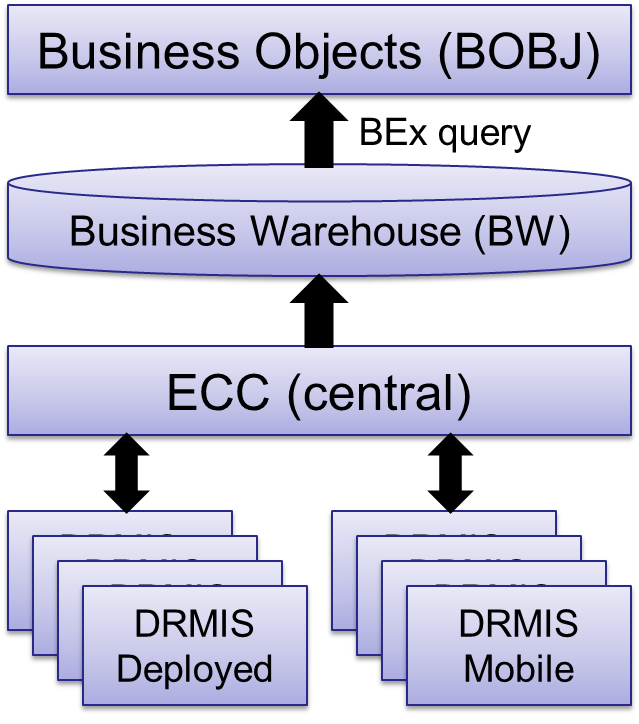 Business Objects (BOBJ)
BEx query
Business Warehouse (BW)
ECC (central)
DRMIS
Deployed
DRMIS
Mobile